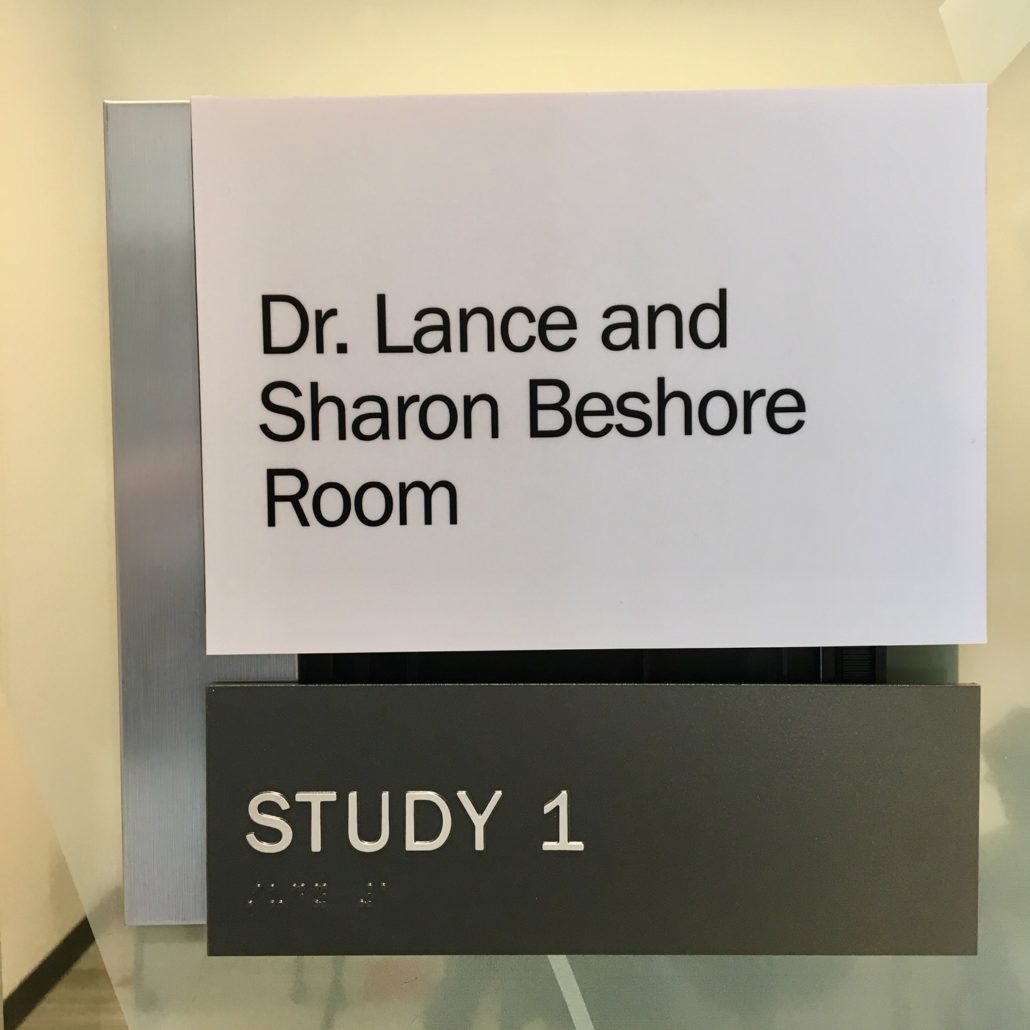 Dr. Lance and
Sharon Beshore
Room
STUDY 1